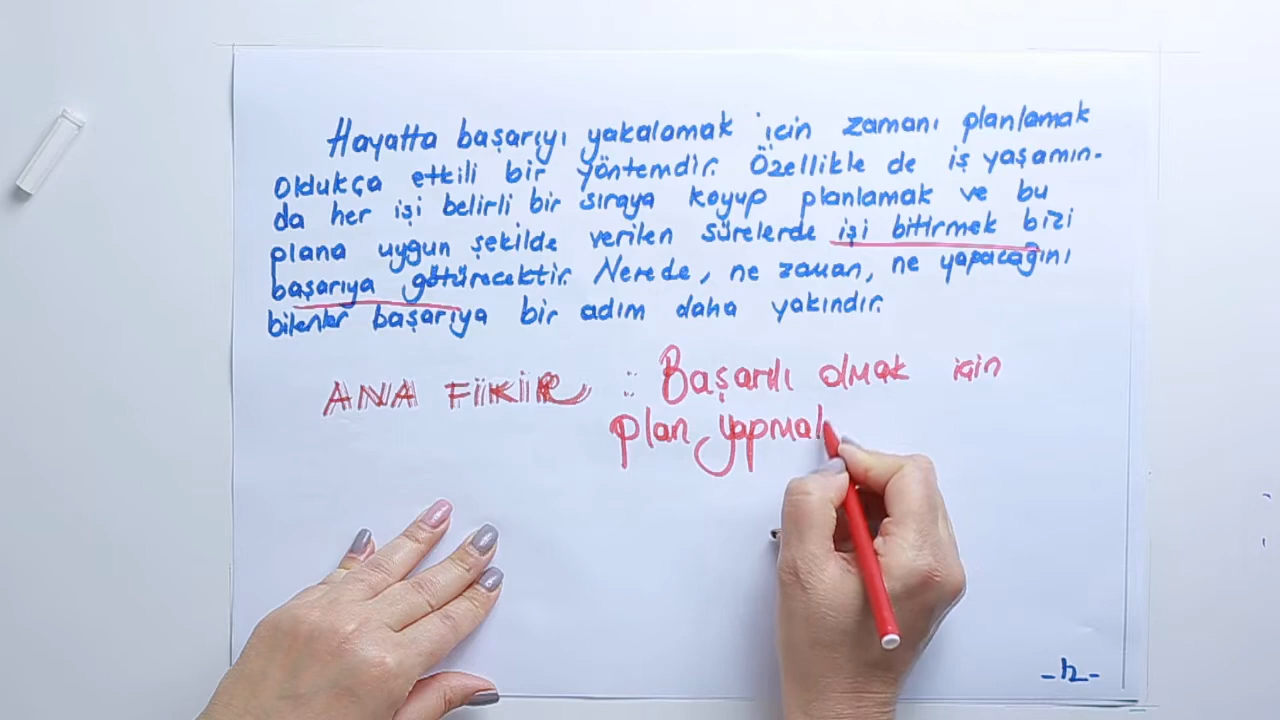 Hayatta başarıyı yakalamak için zamanı planlamak
oldukça etkili bir yöntemdir. Özellikle de iş yaşamın-
da her işi belirli bir sıraya koyup planlamak ve bu
plana uygun şekilde verilen sürelerde işi bitirmek bizi
başarıya götürecektir. Nerede, ne zaman, ne yapacağını
bilenler başarıya bir adım daha yakındır.
ANA FİKİR : Başarılı olmak için
plan yapmal